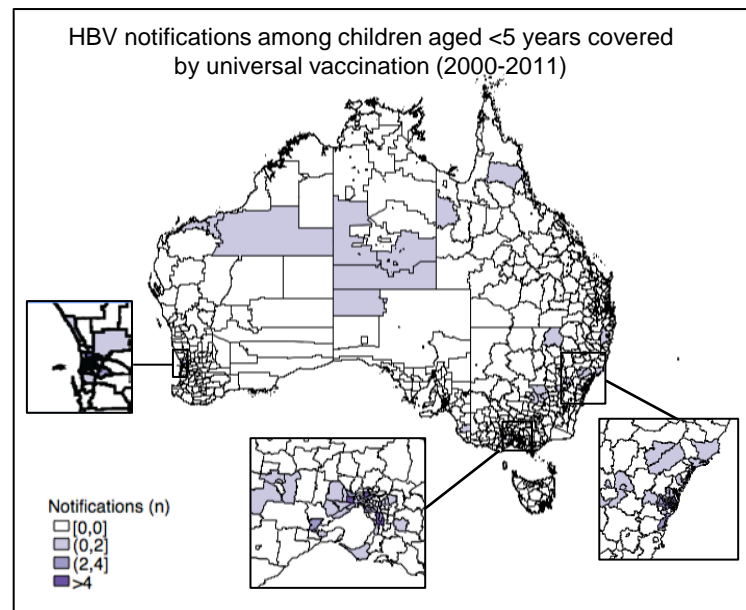 HBV notifications among children aged <5 years covered
by universal vaccination (2000-2011)
Notifications (n)
[0,0]
(0,2]
(2,4]
>4